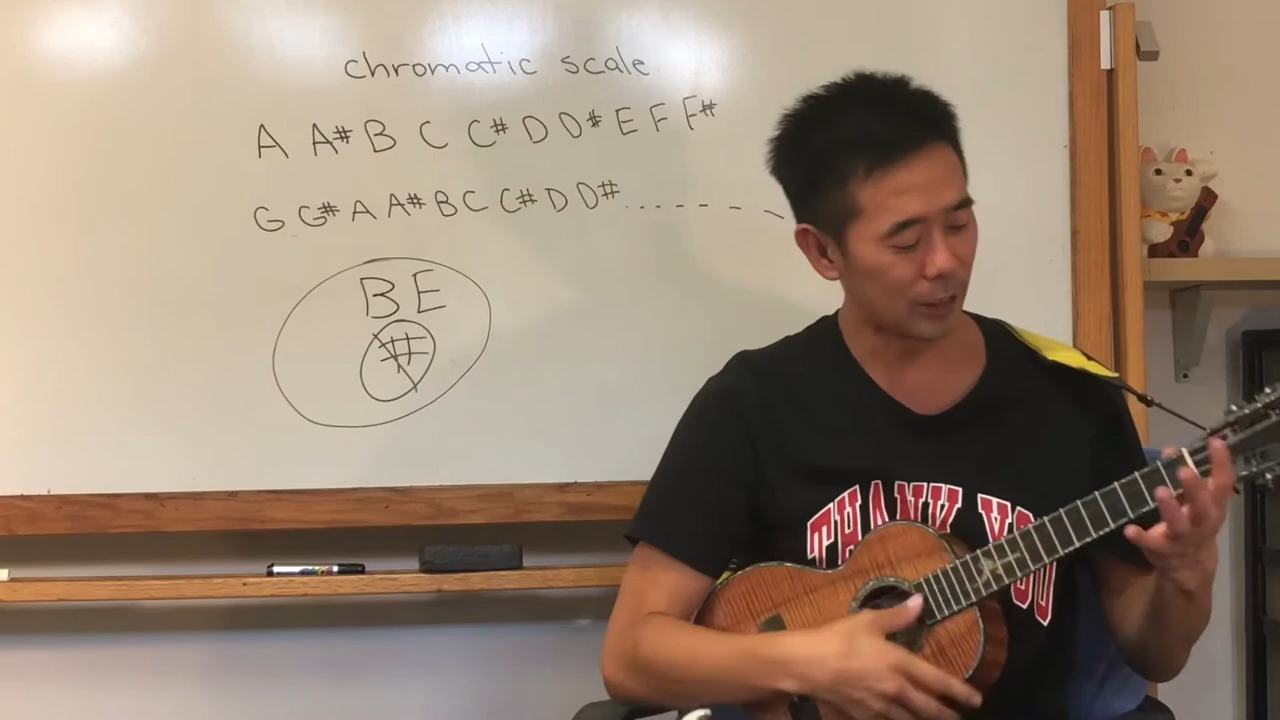 chromatic scale
A A# B C C# D D# E F F#
G G# A A# B C C# D D# ........
B E
#
THANK YOU